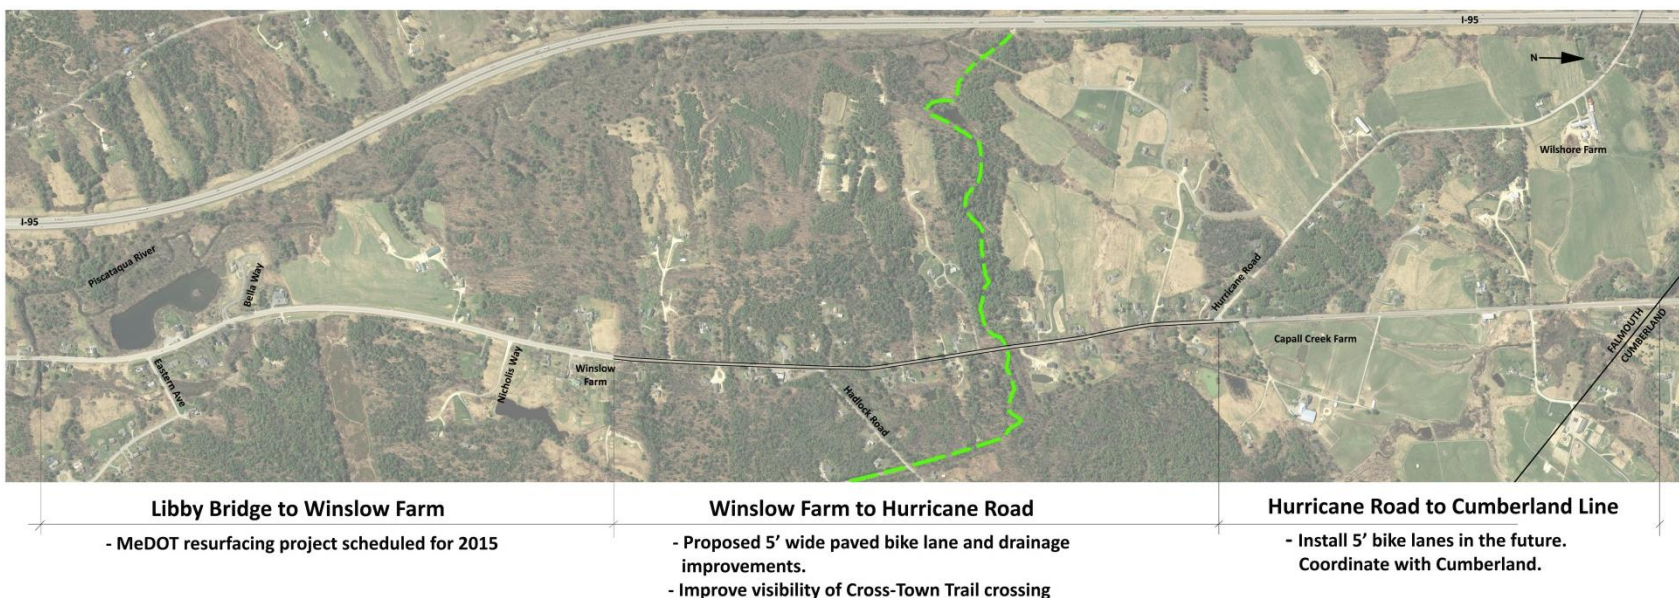 I-95
N
Wilshore Farm
I-95
Piscataqua River
Bella Way
Hurricane Road
Capall Creek Farm
FALMOUTH
CUMBERLAND
Eastern Ave
Nicholis Way
Winslow
Farm
Hadlock Road
Libby Bridge to Winslow Farm
- MeDOT resurfacing project scheduled for 2015
Winslow Farm to Hurricane Road
- Proposed 5’ wide paved bike lane and drainage
improvements.
- Improve visibility of Cross-Town Trail crossing
Hurricane Road to Cumberland Line
- Install 5’ bike lanes in the future.
Coordinate with Cumberland.